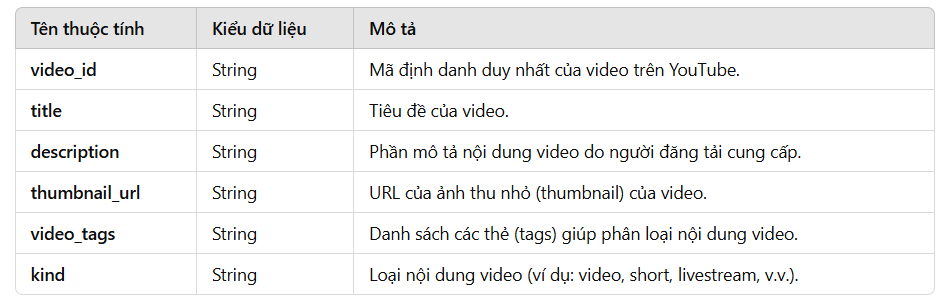 Tên thuộc tính Kiểu dữ liệu Mô tả
video_id String Mã định danh duy nhất của video trên YouTube.
title String Tiêu đề của video.
description String Phần mô tả nội dung video do người đăng tải cung cấp.
thumbnail_url String URL của ảnh thu nhỏ (thumbnail) của video.
video_tags String Danh sách các thẻ (tags) giúp phân loại nội dung video.
kind String Loại nội dung video (ví dụ: video, short, livestream, v.v.).